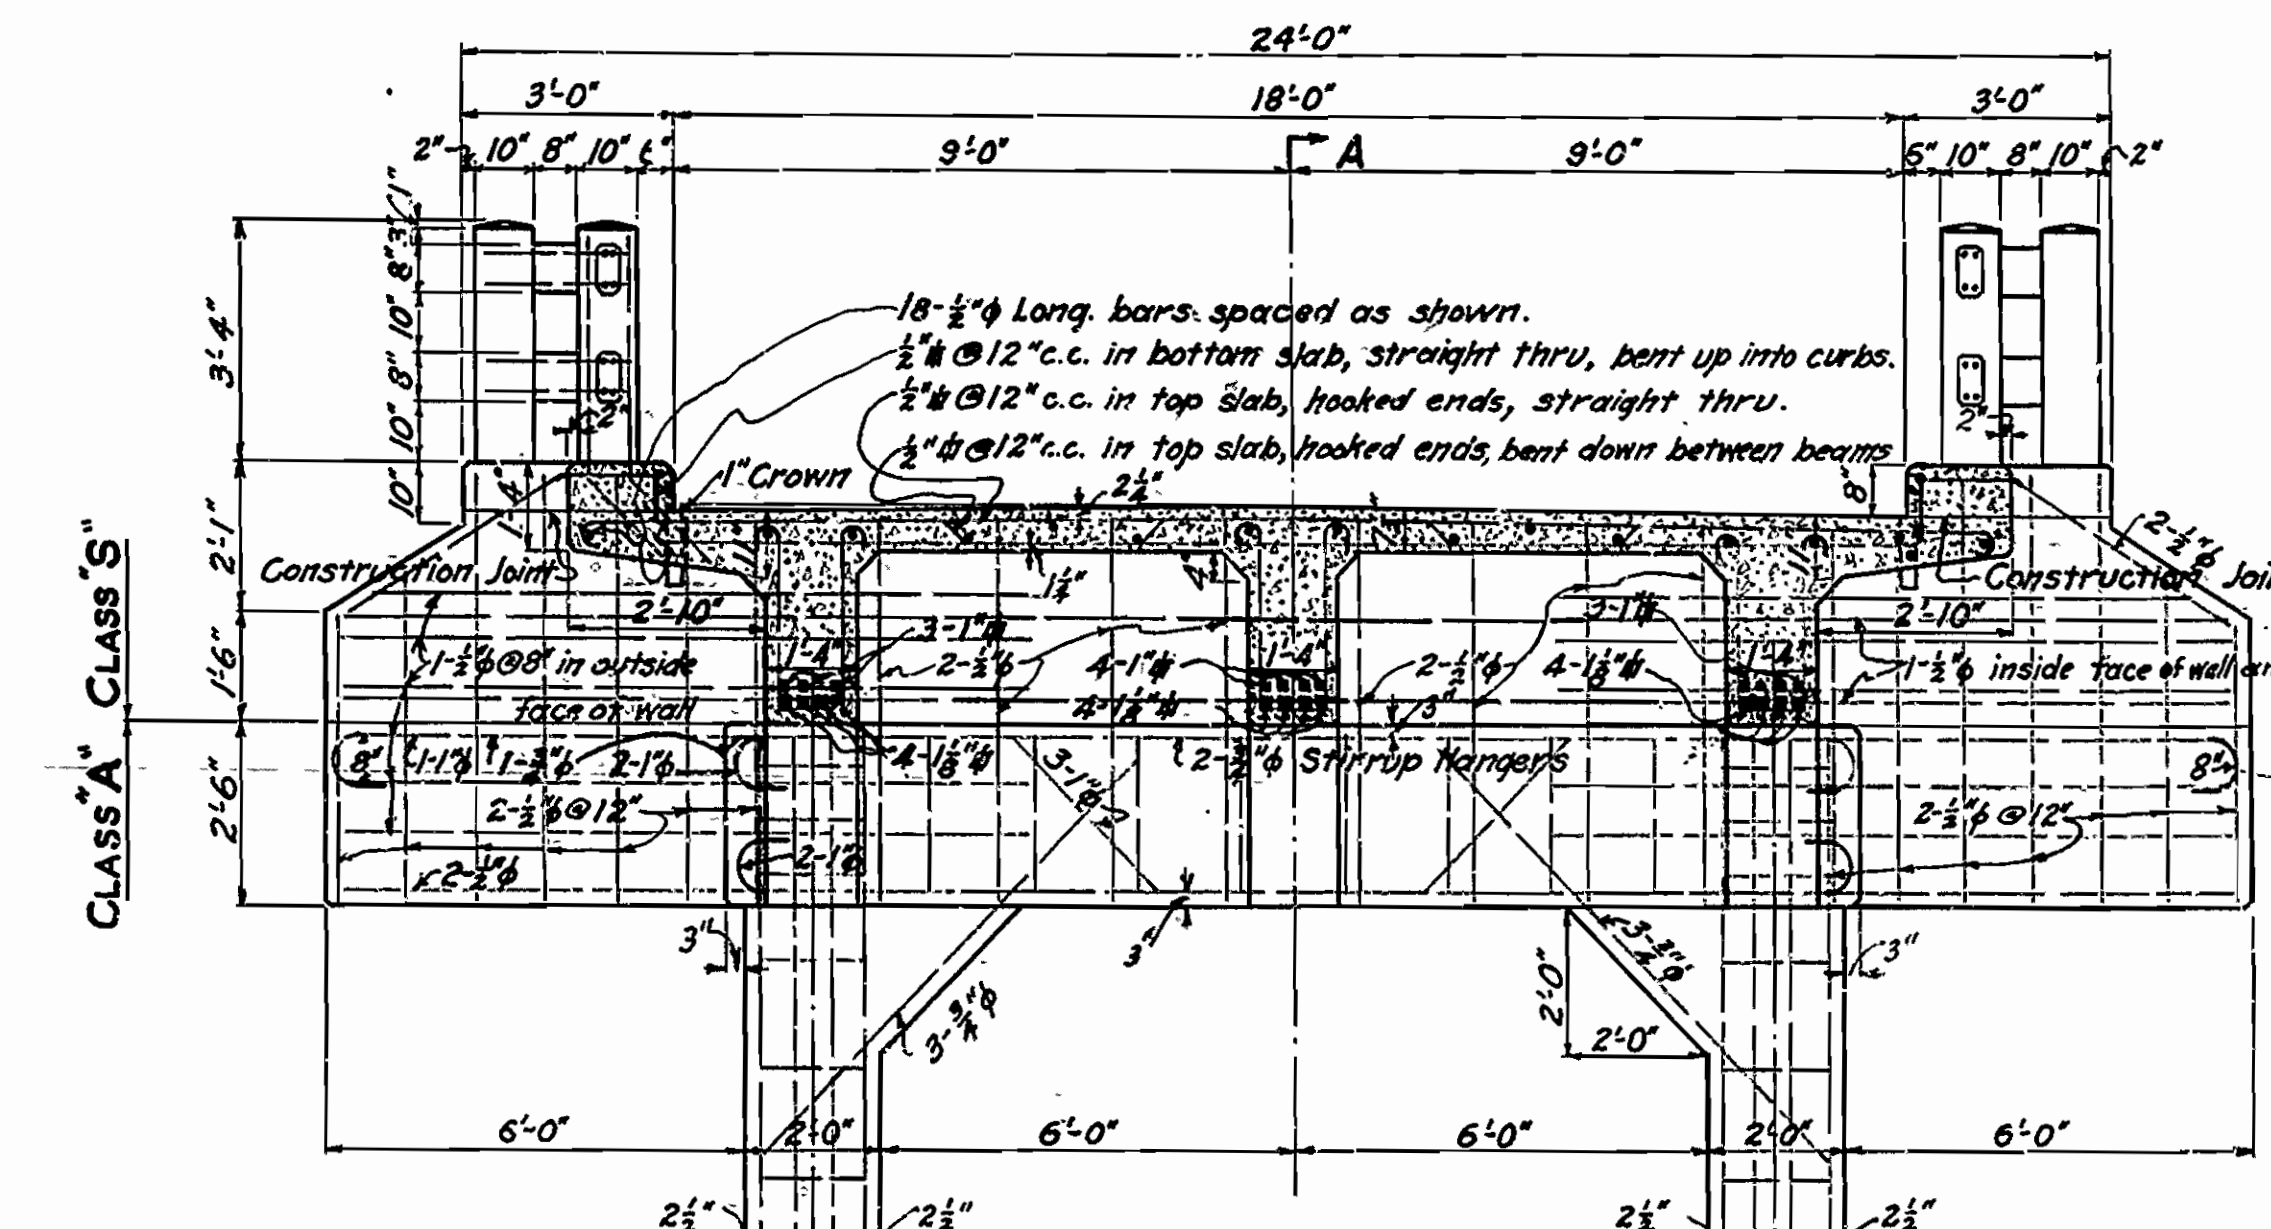 24'-0"
3'-0" 18'-0" 3'-0"
2" 10" 8" 10" 9'-0" A 9'-0" 10" 8" 10" 2"
1"
3"
8"
10"
8"
10"
10"
3'-4"
2'-1"
1'-6"
2'-6"
CLASS "S"
CLASS "A"
18-½"φ Long. bars spaced as shown.
½" @12"c.c. in bottom slab, straight thru, bent up into curbs.
½" @12"c.c. in top slab, hooked ends, straight thru.
½" @12"c.c. in top slab, hooked ends, bent down between beams
2" 2"
1" Crown 2¼" 8"
2-½"φ
Construction Joint 1¼" 4" Construction Joi
2'-10" 2'-10"
1'-4" 1'-4" 1'-4"
1-½"φ@8" in outside
face of wall
2-½"φ 4-1" 2-½"φ 4-1⅛" 1-½"φ inside face of wall an
4-1⅛" 3"
8" 1-1"φ 2-1"φ 4-1⅛" 3-1"φ Stirrup Hangers 8"
2-½"φ@12" 2-½"φ@12"
2-½"φ 2-1"φ
3" 3" 3"
3-¾"φ 3-¾"φ
2'-0"
2'-0"
6'-0" 2'-0" 6'-0" 6'-0" 2'-0" 6'-0"
2½" 2½" 2½" 2½"